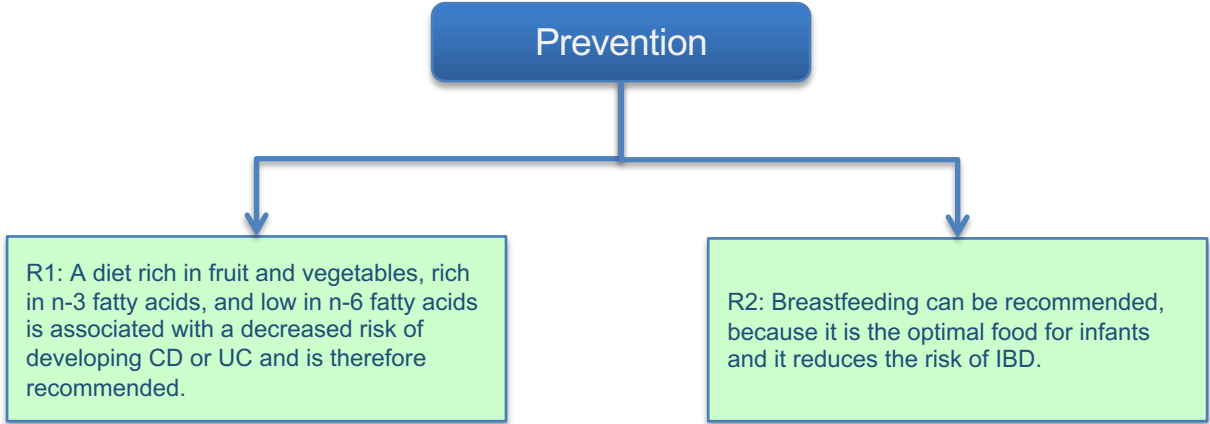 Prevention
R1: A diet rich in fruit and vegetables, rich
in n-3 fatty acids, and low in n-6 fatty acids
is associated with a decreased risk of
developing CD or UC and is therefore
recommended.
R2: Breastfeeding can be recommended,
because it is the optimal food for infants
and it reduces the risk of IBD.